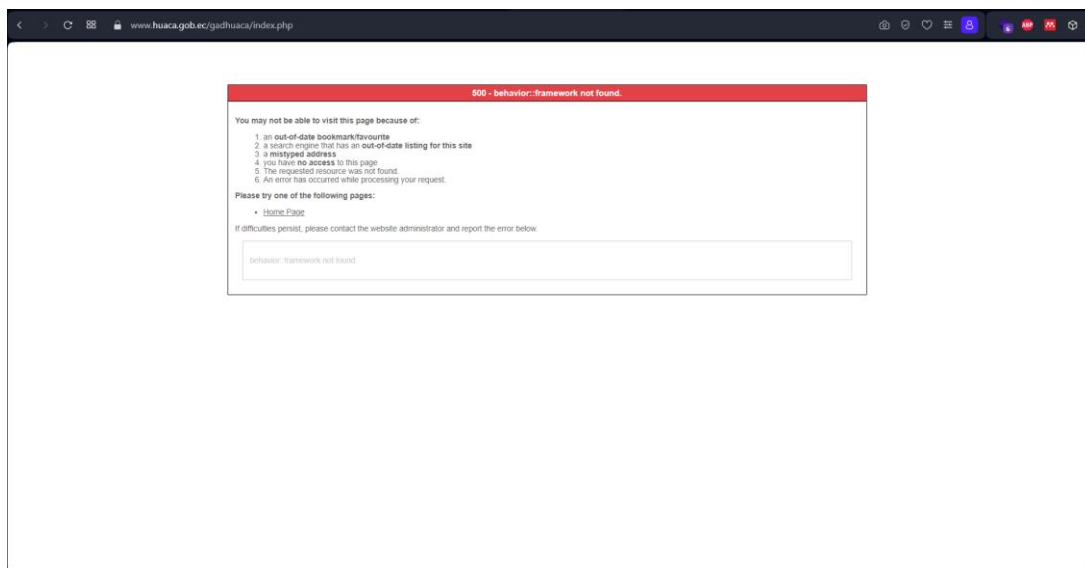 www.huaca.gob.ec/gadhuaca/index.php
ABP
500 - behavior::framework not found.
You may not be able to visit this page because of:
1. an out-of-date bookmark/favourite
2. a search engine that has an out-of-date listing for this site
3. a mistyped address
4. you have no access to this page
5. The requested resource was not found.
6. An error has occurred while processing your request.
Please try one of the following pages:
• Home Page
If difficulties persist, please contact the website administrator and report the error below.
behavior::framework not found.